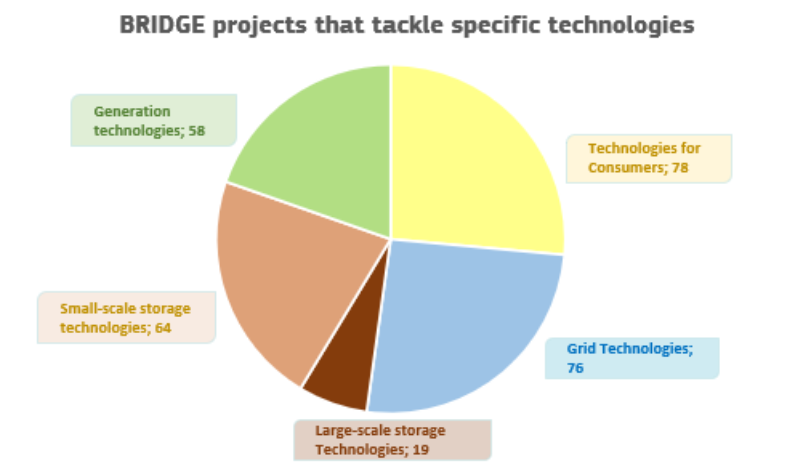 BRIDGE projects that tackle specific technologies
Generation
technologies; 58
Technologies for
Consumers; 78
Small-scale storage
technologies; 64
Grid Technologies;
76
Large-scale storage
Technologies; 19